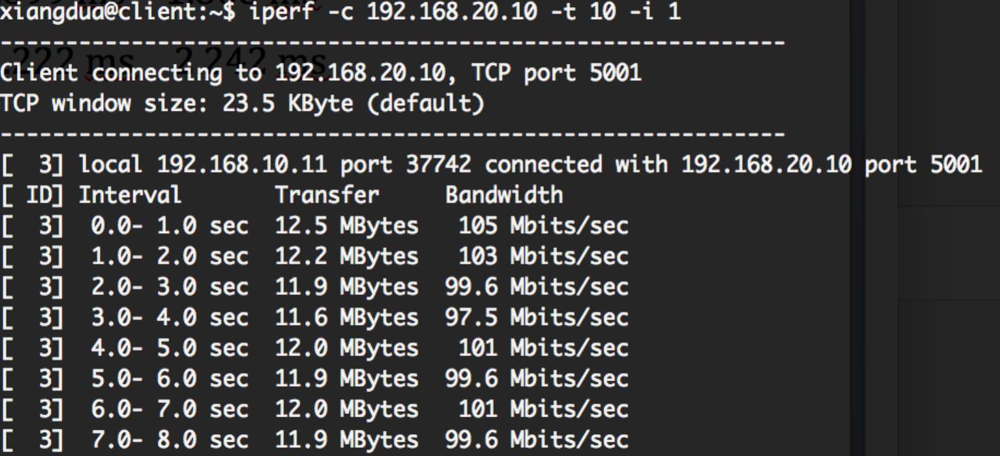 xiangdua@client:~$ iperf -c 192.168.20.10 -t 10 -i 1
------------------------------------------------------------
222 ms 2.242 ms
Client connecting to 192.168.20.10, TCP port 5001
TCP window size: 23.5 KByte (default)
------------------------------------------------------------
[  3] local 192.168.10.11 port 37742 connected with 192.168.20.10 port 5001
[ ID] Interval       Transfer     Bandwidth
[  3]  0.0- 1.0 sec  12.5 MBytes   105 Mbits/sec
[  3]  1.0- 2.0 sec  12.2 MBytes   103 Mbits/sec
[  3]  2.0- 3.0 sec  11.9 MBytes  99.6 Mbits/sec
[  3]  3.0- 4.0 sec  11.6 MBytes  97.5 Mbits/sec
[  3]  4.0- 5.0 sec  12.0 MBytes   101 Mbits/sec
[  3]  5.0- 6.0 sec  11.9 MBytes  99.6 Mbits/sec
[  3]  6.0- 7.0 sec  12.0 MBytes   101 Mbits/sec
[  3]  7.0- 8.0 sec  11.9 MBytes  99.6 Mbits/sec